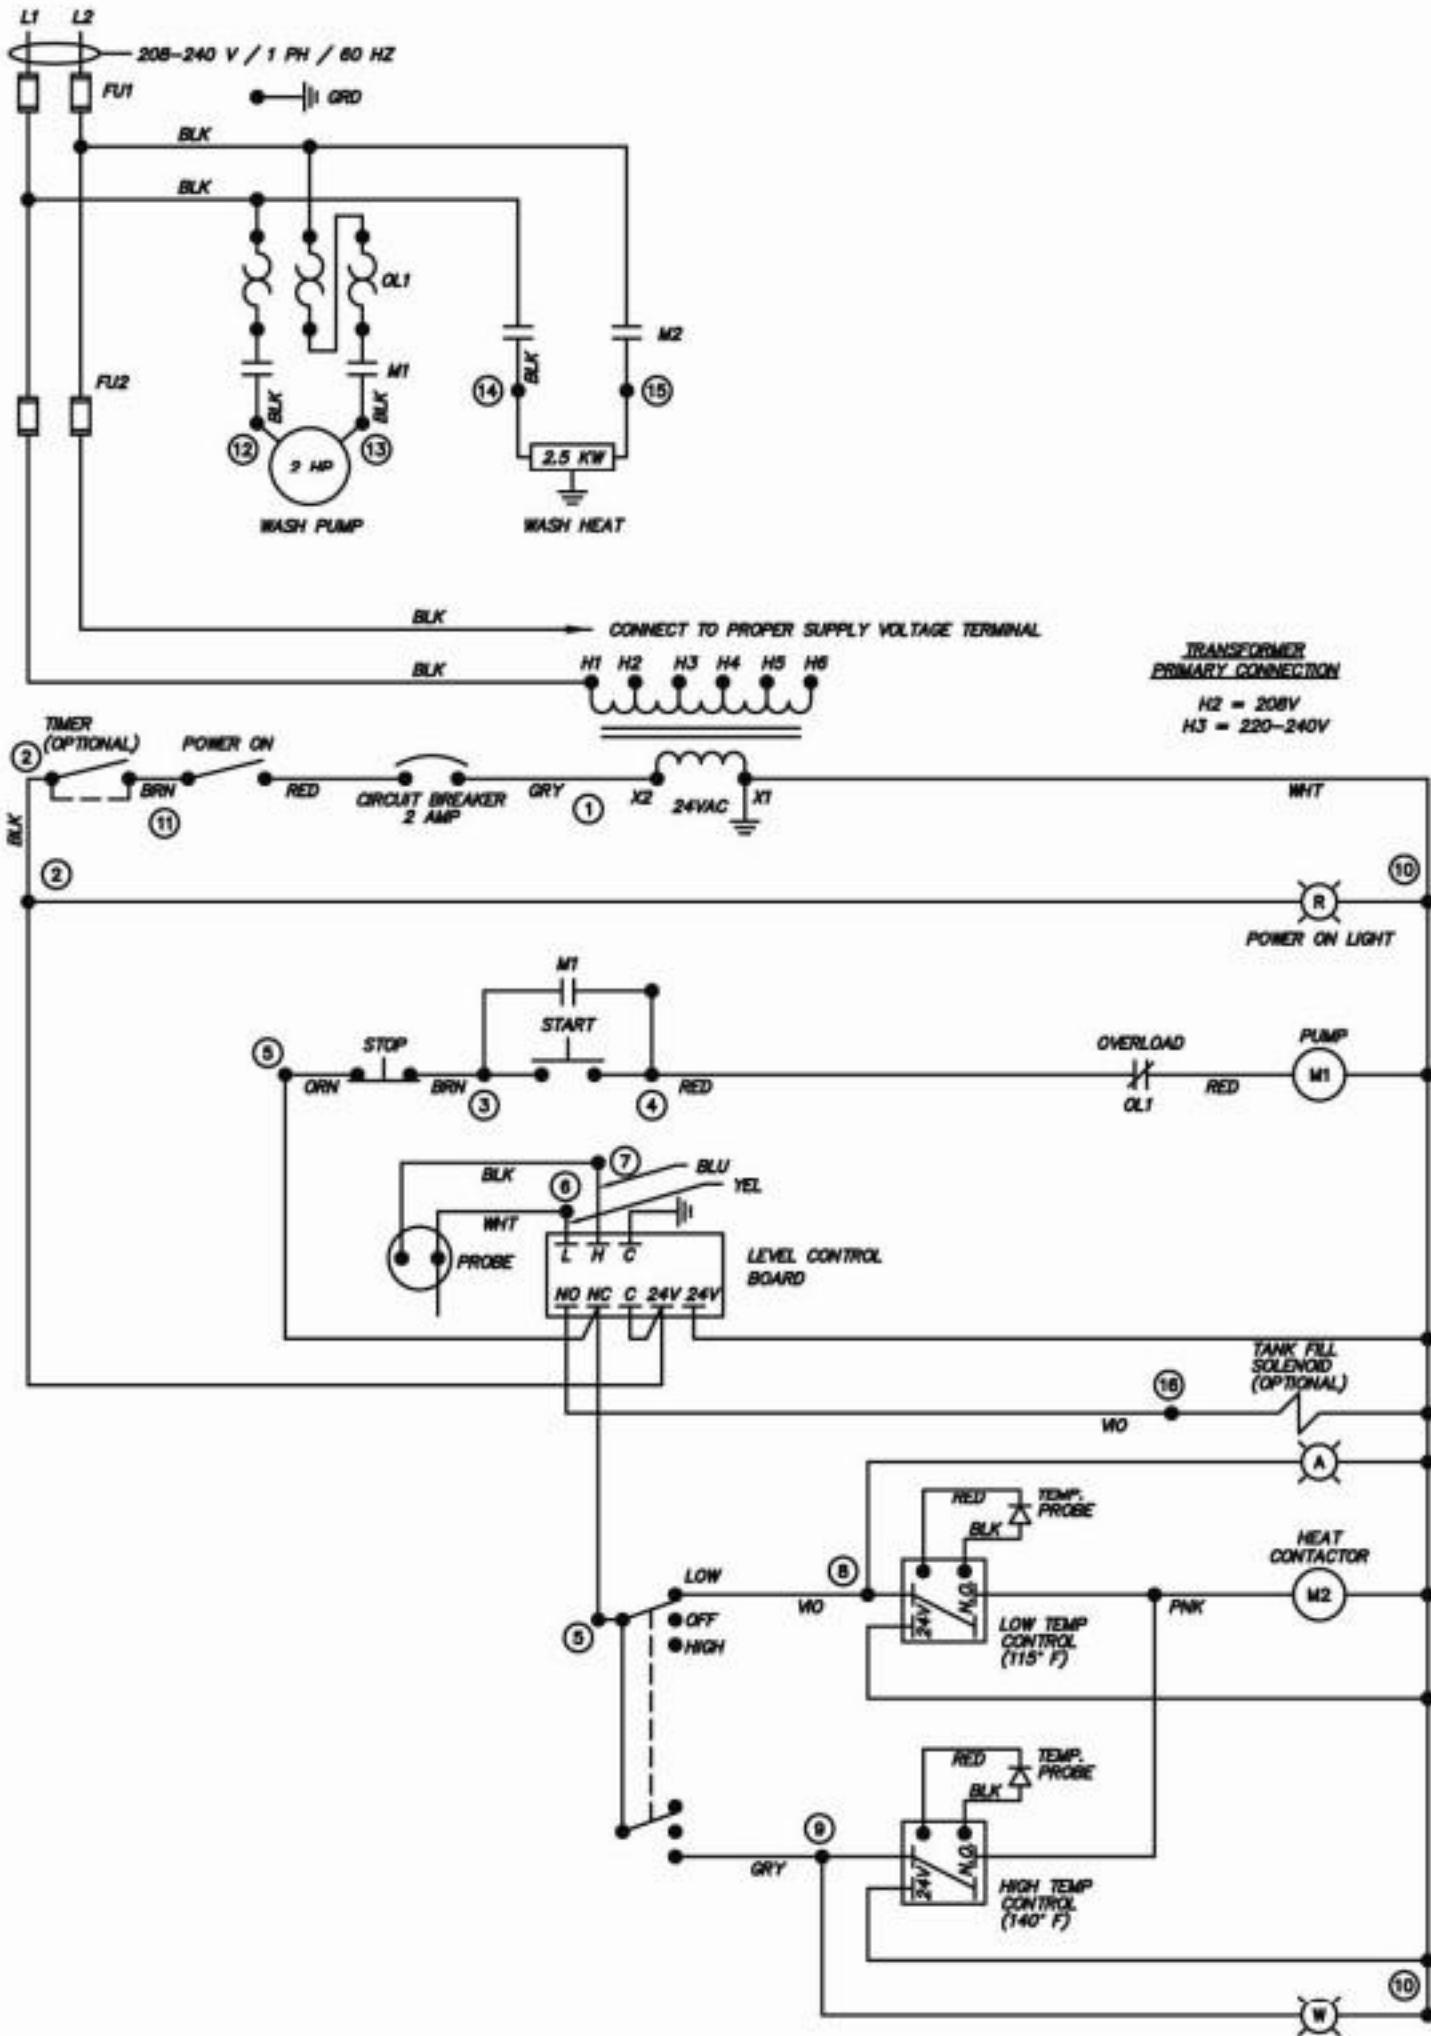 L1 L2
208-240 V / 1 PH / 60 HZ
FU1
GRD
BLK
BLK
OL1
M2
BLK
M1
FU2
14
15
BLK
BLK
12
13
2 HP
2.5 KW
WASH PUMP
WASH HEAT
BLK
CONNECT TO PROPER SUPPLY VOLTAGE TERMINAL
BLK
H1 H2 H3 H4 H5 H6
TRANSFORMER
PRIMARY CONNECTION
H2 = 208V
H3 = 220-240V
TIMER
(OPTIONAL)
POWER ON
2
BRN
RED
CIRCUIT BREAKER
2 AMP
GRY
X2
24VAC
X1
WHT
11
1
BLK
2
10
R
POWER ON LIGHT
M1
START
STOP
5
OVERLOAD
PUMP
ORN
BRN
RED
RED
M1
3
4
OL1
7
BLU
BLK
6
YEL
WHT
PROBE
L H C
LEVEL CONTROL
BOARD
NO NC C 24V 24V
TANK FILL
SOLENOID
(OPTIONAL)
16
VIO
A
RED
TEMP.
PROBE
BLK
HEAT
CONTACTOR
8
LOW
VIO
N.O.
24V
PNK
M2
OFF
5
HIGH
LOW TEMP
CONTROL
(115° F)
RED
TEMP.
PROBE
BLK
9
GRY
N.O.
24V
HIGH TEMP
CONTROL
(140° F)
10
W